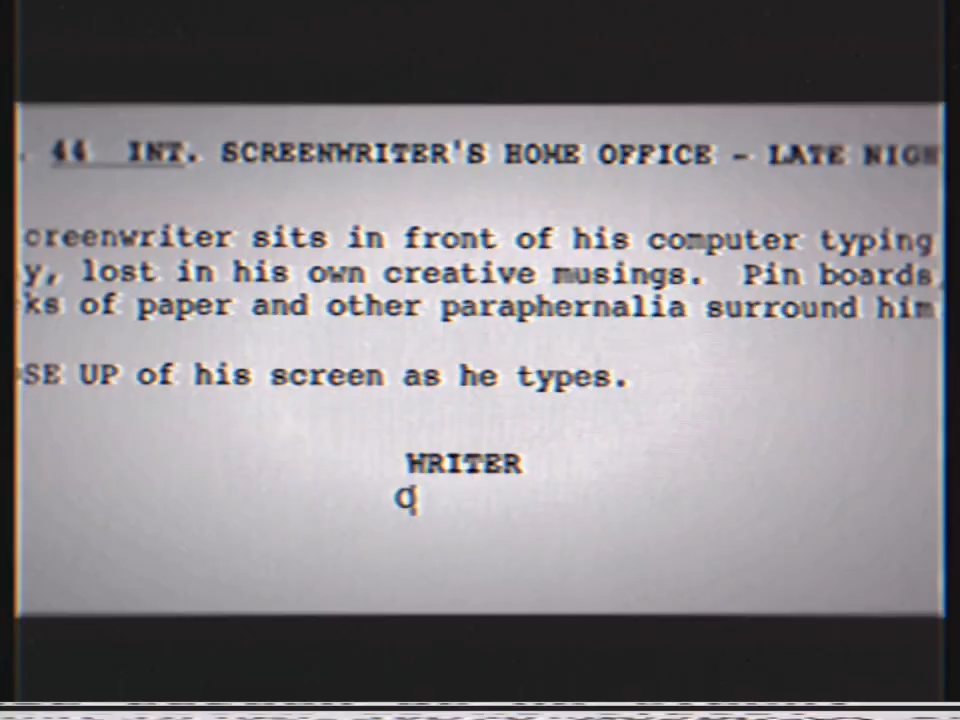 44 INT. SCREENWRITER'S HOME OFFICE - LATE NIGH
creenwriter sits in front of his computer typing
y, lost in his own creative musings. Pin boards,
ks of paper and other paraphernalia surround him
SE UP of his screen as he types.
WRITER